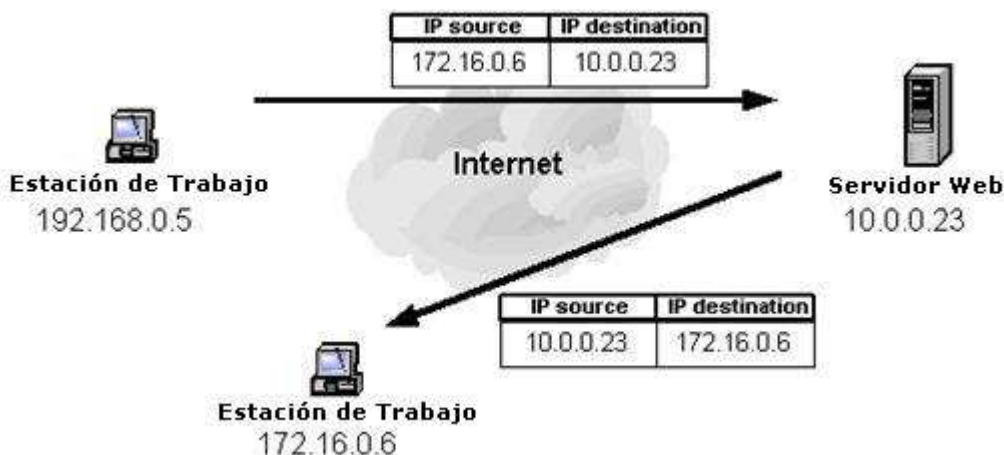 IP source IP destination
172.16.0.6 10.0.0.23
Internet
Estación de Trabajo
192.168.0.5
Servidor Web
10.0.0.23
IP source IP destination
10.0.0.23 172.16.0.6
Estación de Trabajo
172.16.0.6